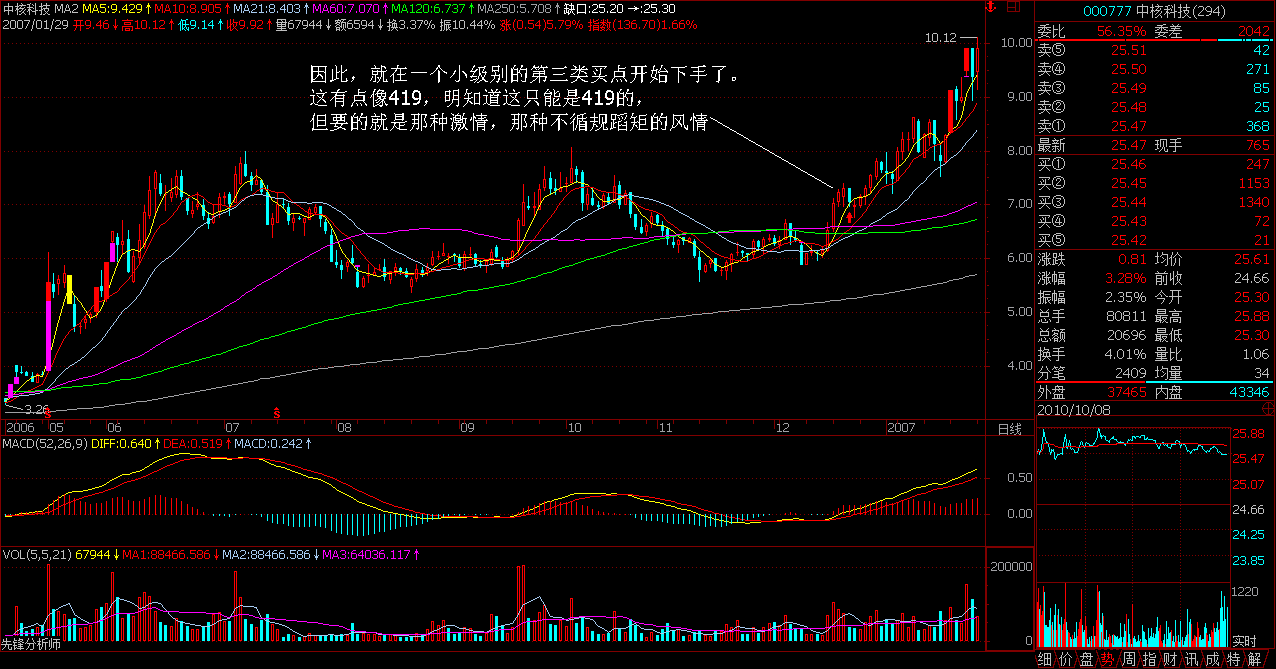 中核科技 MA2 MA5:9.429↑ MA10:8.905↑ MA21:8.403↑ MA60:7.070↑ MA120:6.737↑ MA250:5.708↑ 缺口:25.20 →:25.30
2007/01/29 开9.46↓ 高10.12↑ 低9.14↑ 收9.92↑ 量67944↓ 额6594↓ 换3.37% 振10.44% 涨(0.54)5.79% 指数(136.70)1.66%
10.12
因此，就在一个小级别的第三类买点开始下手了。
这有点像419，明知道这只能是419的，
但要的就是那种激情，那种不循规蹈矩的风情
10.00
9.00
8.00
7.00
6.00
5.00
4.00
3.26
S
S
2006 05 06 07 08 09 10 11 12 2007 日线
MACD(52,26,9) DIFF:0.640↑ DEA:0.519↑ MACD:0.242↑
0.50
0.00
VOL(5,5,21) 67944↓ MA1:88466.586↓ MA2:88466.586↓ MA3:64036.117↑
200000
0
先锋分析师
000777 中核科技(294)
委比 56.35% 委差 2042
卖⑤ 25.51 42
卖④ 25.50 271
卖③ 25.49 85
卖② 25.48 25
卖① 25.47 368
最新 25.47 现手 765
买① 25.46 247
买② 25.45 1153
买③ 25.44 1340
买④ 25.43 72
买⑤ 25.42 21
涨跌 0.81 均价 25.61
涨幅 3.28% 前收 24.66
振幅 2.35% 今开 25.30
总手 80811 最高 25.88
总额 20696 最低 25.30
换手 4.01% 量比 1.06
分笔 2409 均量 34
外盘 37465 内盘 43346
2010/10/08
25.88
25.47
25.07
24.66
24.25
23.85
1220
实时
细 价 盘 势 周 指 财 讯 成 特 解